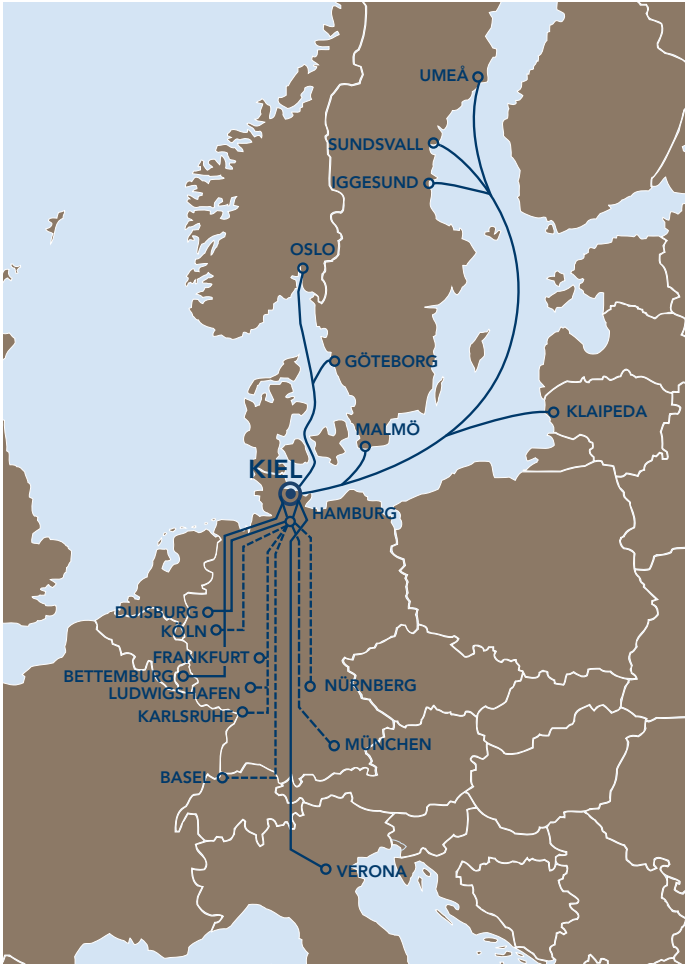 UMEÅ
SUNDSVALL
IGGESUND
OSLO
GÖTEBORG
KLAIPEDA
MALMÖ
KIEL
HAMBURG
DUISBURG
KÖLN
FRANKFURT
BETTEMBURG
NÜRNBERG
LUDWIGSHAFEN
KARLSRUHE
MÜNCHEN
BASEL
VERONA